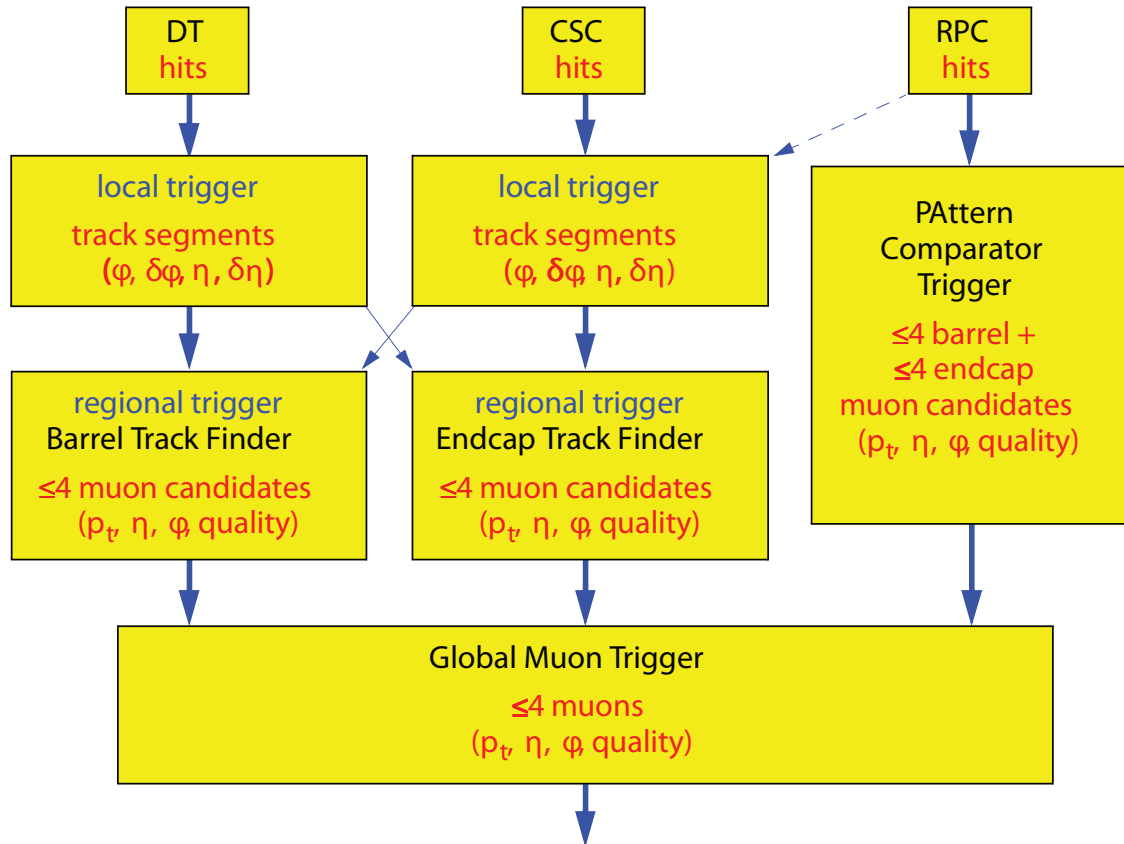 DT
hits
CSC
hits
RPC
hits
local trigger
track segments
(φ, δφ, η, δη)
local trigger
track segments
(φ, δφ, η, δη)
PAttern
Comparator
Trigger
≤4 barrel +
≤4 endcap
muon candidates
(pₜ, η, φ, quality)
regional trigger
Barrel Track Finder
≤4 muon candidates
(pₜ, η, φ, quality)
regional trigger
Endcap Track Finder
≤4 muon candidates
(pₜ, η, φ, quality)
Global Muon Trigger
≤4 muons
(pₜ, η, φ, quality)